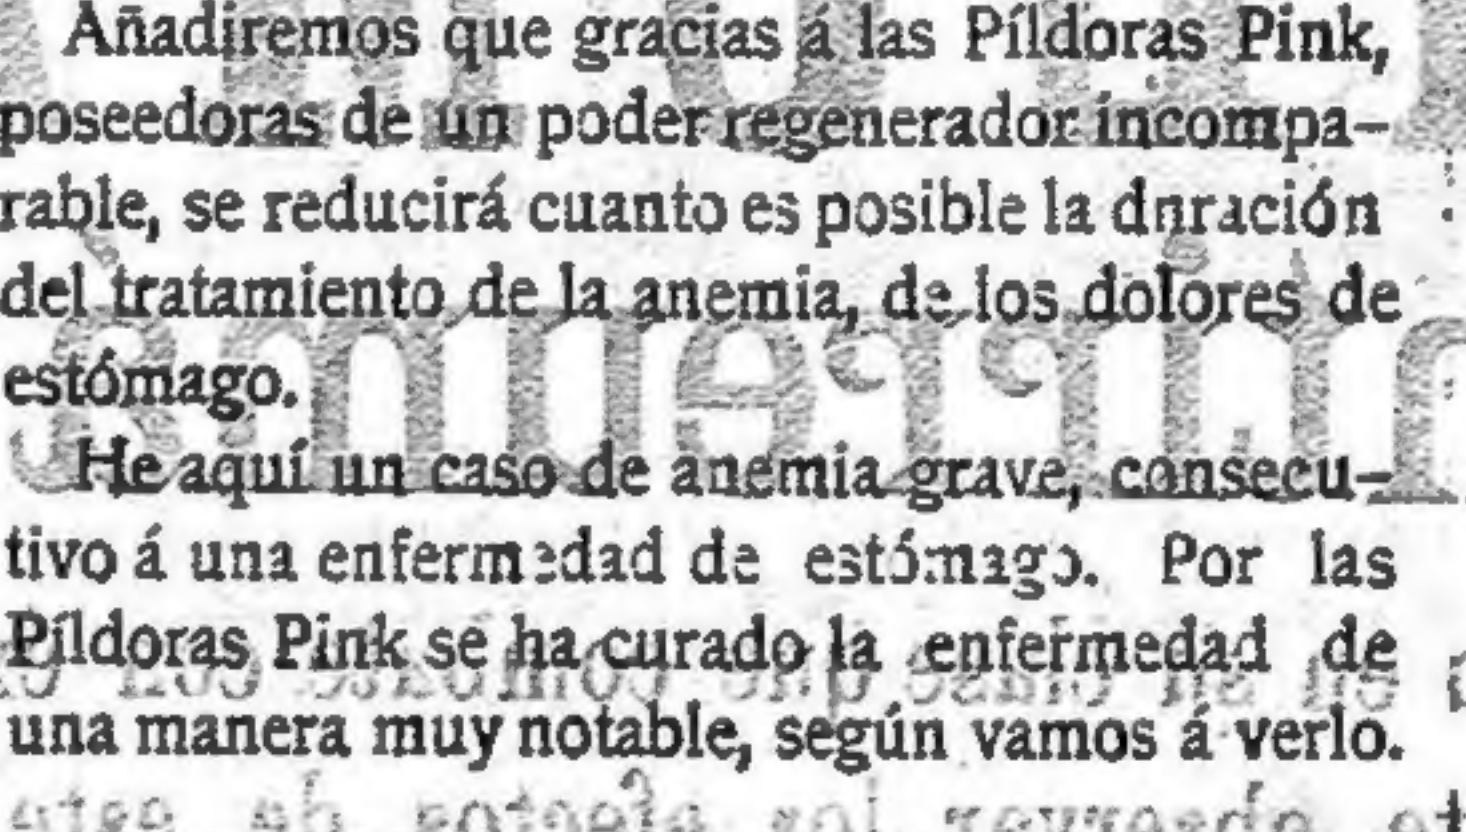 Añadiremos que gracias á las Píldoras Pink,
poseedoras de un poder regenerador incompa-
rable, se reducirá cuanto es posible la duración
del tratamiento de la anemia, de los dolores de
estómago.
He aquí un caso de anemia grave, consecu-
tivo á una enfermedad de estómago. Por las
Píldoras Pink se ha curado la enfermedad de
una manera muy notable, según vamos á verlo.